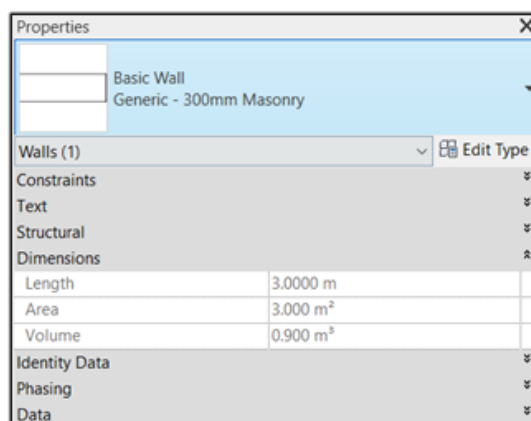 Properties
Basic Wall
Generic - 300mm Masonry
Walls (1) Edit Type
Constraints
Text
Structural
Dimensions
Length 3.0000 m
Area 3.000 m²
Volume 0.900 m³
Identity Data
Phasing
Data